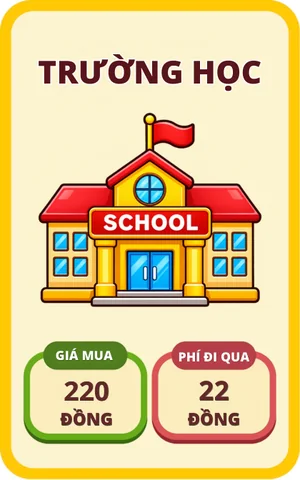 TRƯỜNG HỌC
SCHOOL
GIÁ MUA
220
ĐỒNG
PHÍ ĐI QUA
22
ĐỒNG